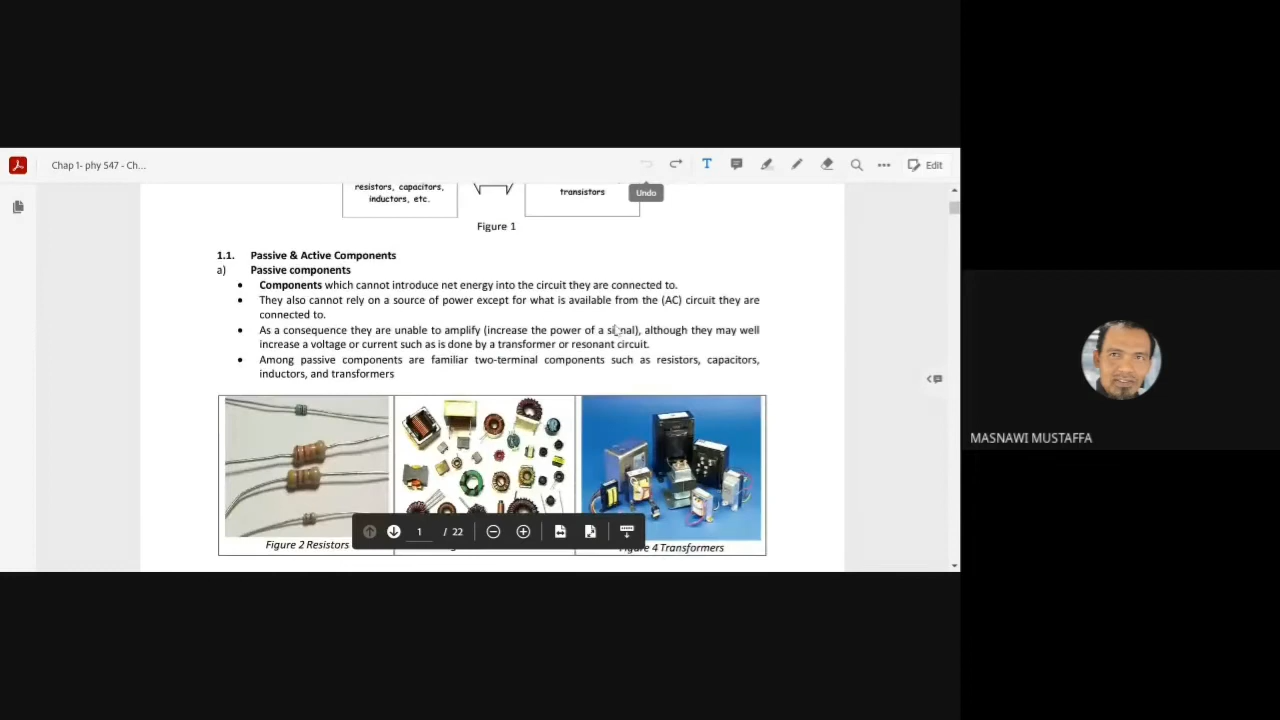 Chap 1- phy 547 - Ch...
Edit
Undo
resistors, capacitors,
inductors, etc.
transistors
Figure 1
1.1. Passive & Active Components
a) Passive components
• Components which cannot introduce net energy into the circuit they are connected to.
• They also cannot rely on a source of power except for what is available from the (AC) circuit they are
connected to.
• As a consequence they are unable to amplify (increase the power of a signal), although they may well
increase a voltage or current such as is done by a transformer or resonant circuit.
• Among passive components are familiar two-terminal components such as resistors, capacitors,
inductors, and transformers
1 / 22
Figure 2 Resistors
Figure 4 Transformers
MASNAWI MUSTAFFA